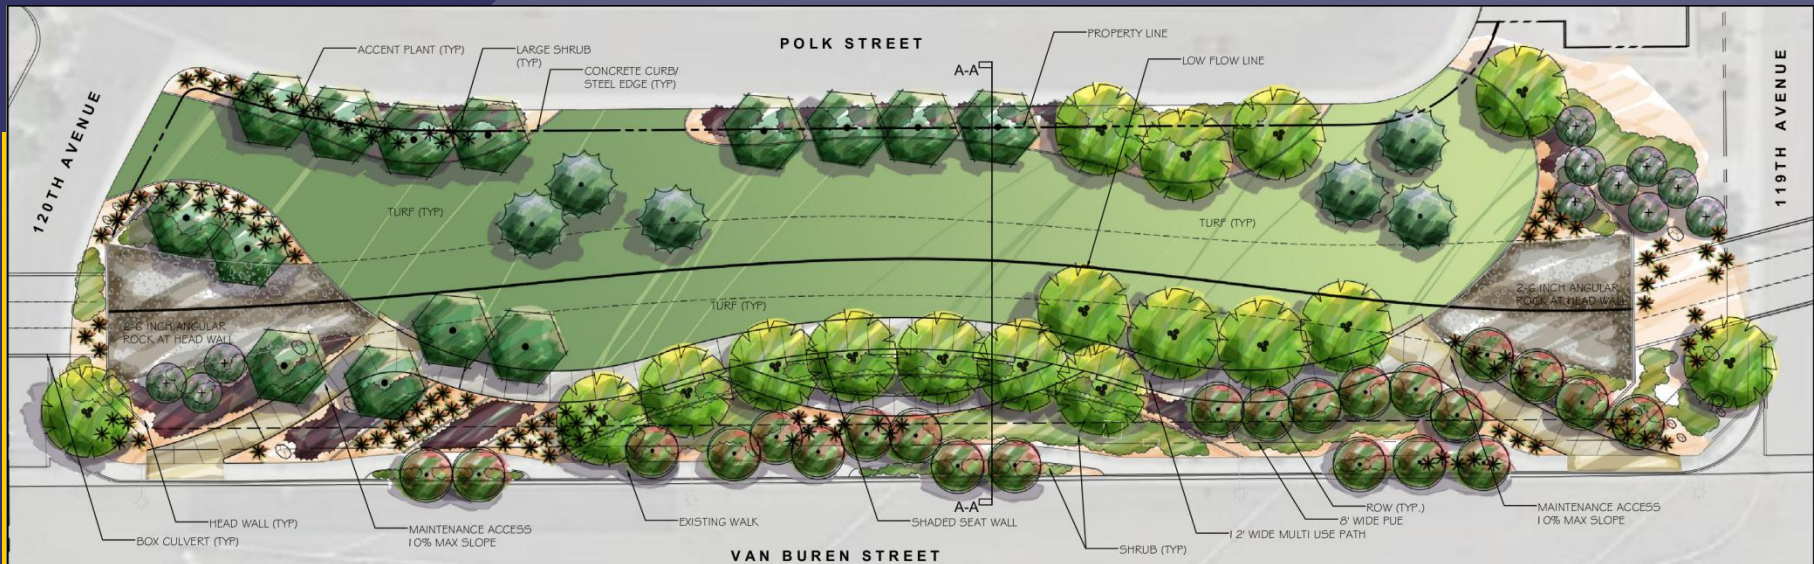 POLK STREET
ACCENT PLANT (TYP)
LARGE SHRUB
(TYP)
CONCRETE CURB/
STEEL EDGE (TYP)
A-A
PROPERTY LINE
LOW FLOW LINE
120TH AVENUE
119TH AVENUE
TURF (TYP)
TURF (TYP)
TURF (TYP)
2-6 INCH ANGULAR
ROCK AT HEAD WALL
2-6 INCH ANGULAR
ROCK AT HEAD WALL
HEAD WALL (TYP)
BOX CULVERT (TYP)
MAINTENANCE ACCESS
10% MAX SLOPE
EXISTING WALK
SHADED SEAT WALL
A-A
SHRUB (TYP)
12' WIDE MULTI USE PATH
8' WIDE PUE
ROW (TYP.)
MAINTENANCE ACCESS
10% MAX SLOPE
VAN BUREN STREET